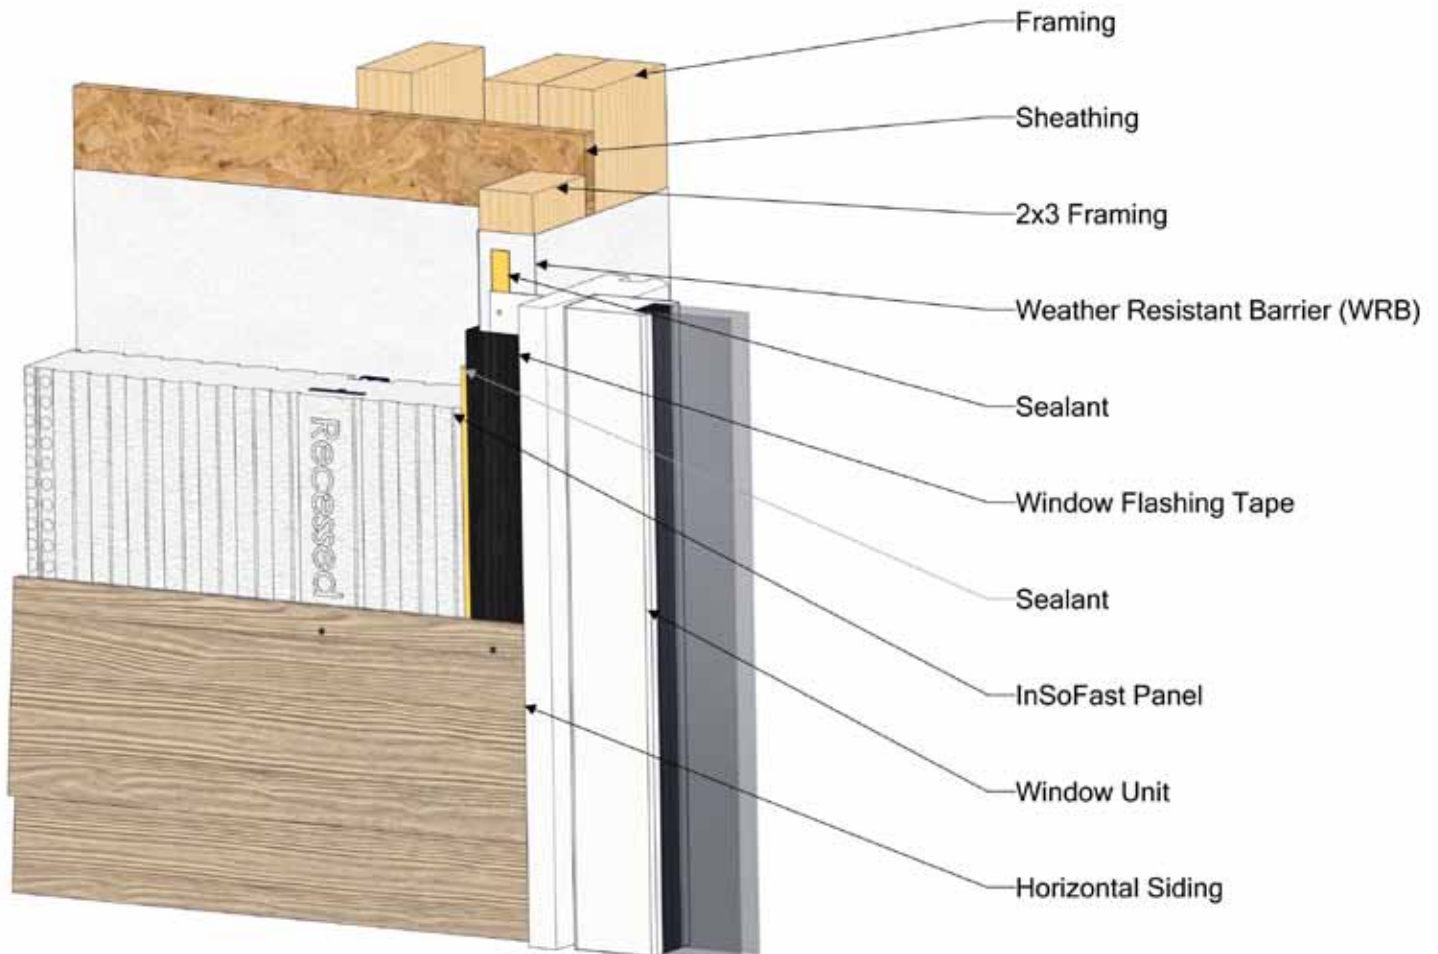 Framing
Sheathing
2x3 Framing
Weather Resistant Barrier (WRB)
Sealant
Window Flashing Tape
Sealant
InSoFast Panel
Window Unit
Horizontal Siding
Recessed